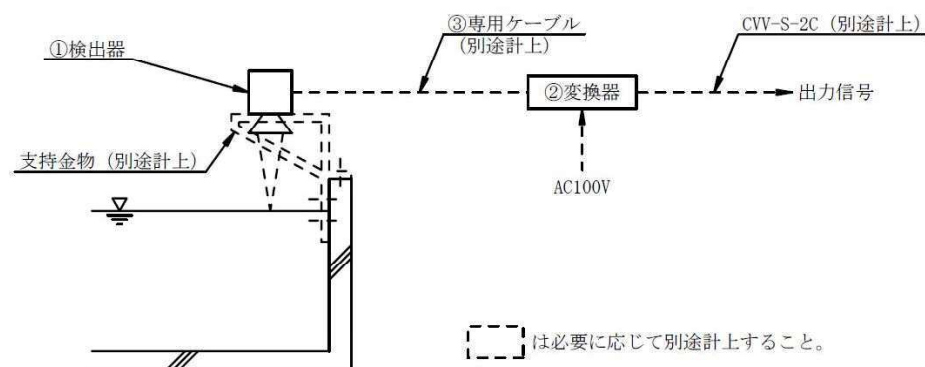 ①検出器
③専用ケーブル
(別途計上)
CVV-S-2C (別途計上)
②変換器
出力信号
支持金物 (別途計上)
AC100V
は必要に応じて別途計上すること。